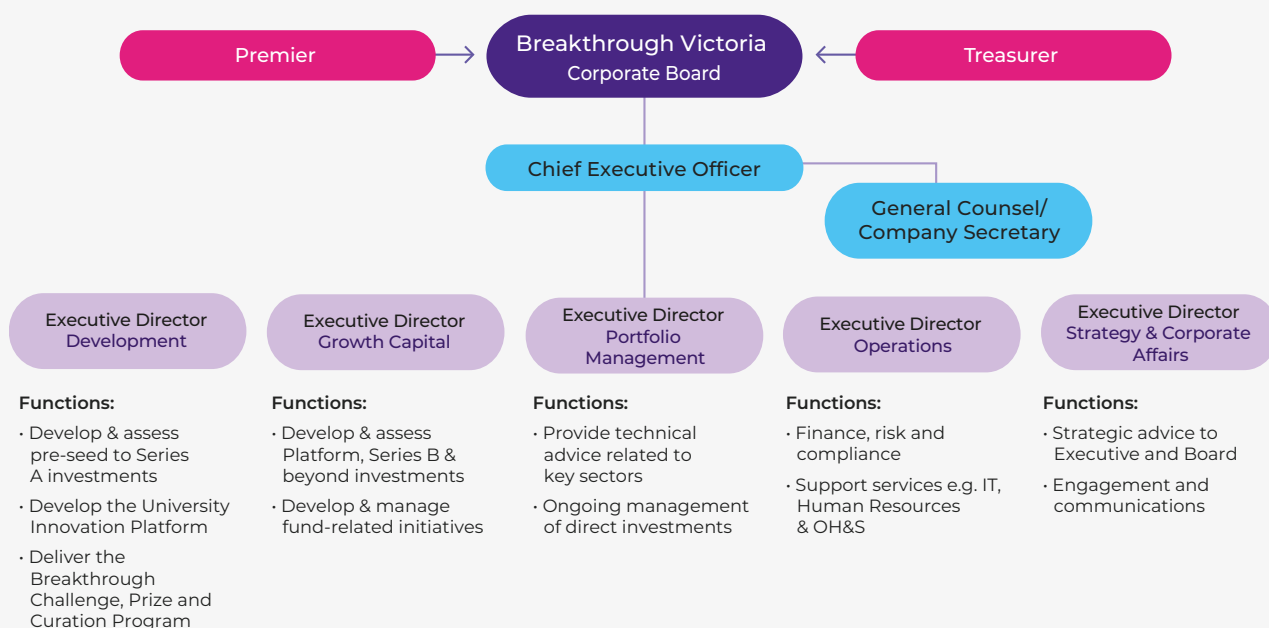 Premier
Breakthrough Victoria
Corporate Board
Treasurer
Chief Executive Officer
General Counsel/
Company Secretary
Executive Director
Development
Functions:
• Develop & assess
pre-seed to Series
A investments
• Develop the University
Innovation Platform
• Deliver the
Breakthrough
Challenge, Prize and
Curation Program
Executive Director
Growth Capital
Functions:
• Develop & assess
Platform, Series B &
beyond investments
• Develop & manage
fund-related initiatives
Executive Director
Portfolio
Management
Functions:
• Provide technical
advice related to
key sectors
• Ongoing management
of direct investments
Executive Director
Operations
Functions:
• Finance, risk and
compliance
• Support services e.g. IT,
Human Resources
& OH&S
Executive Director
Strategy & Corporate
Affairs
Functions:
• Strategic advice to
Executive and Board
• Engagement and
communications